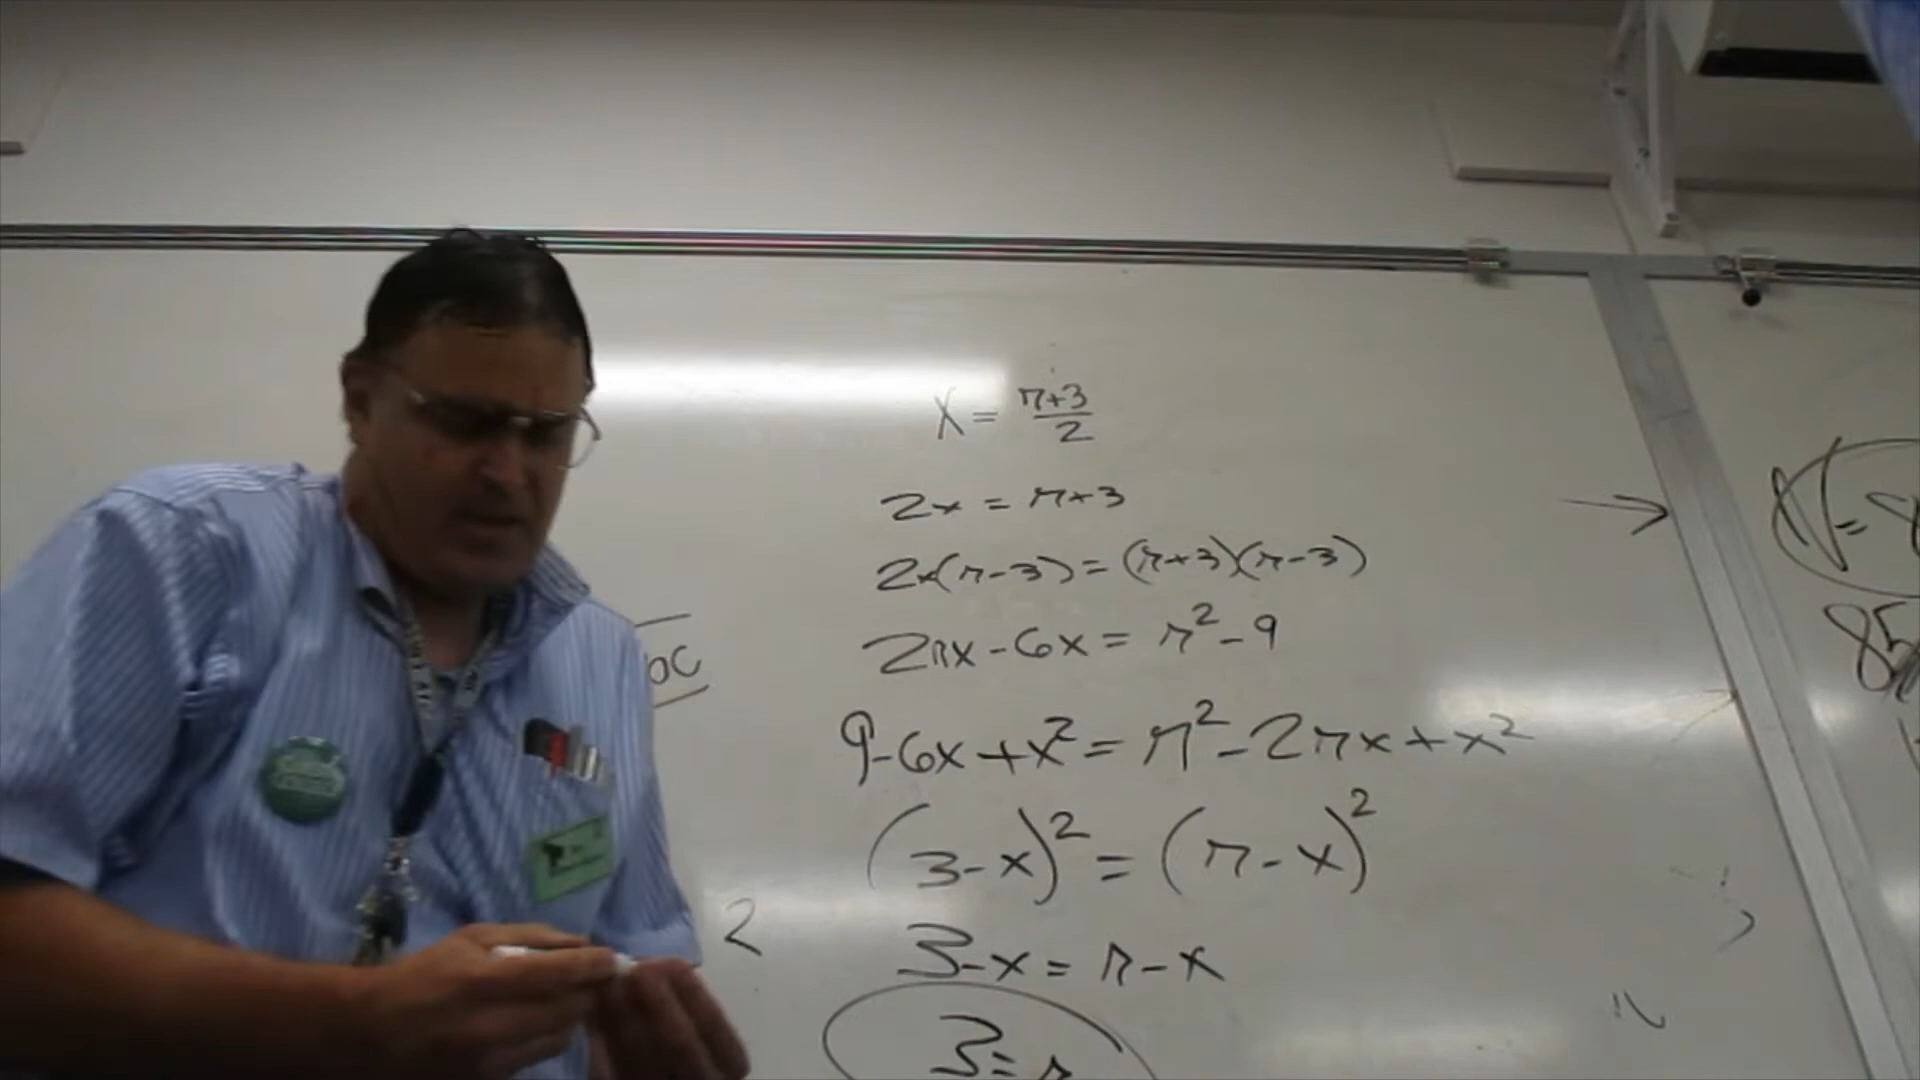 x = π+3/2
2x = π+3
2x(π-3) = (π+3)(π-3)
2πx - 6x = π² - 9
9 - 6x + x² = π² - 2πx + x²
(3-x)² = (π-x)²
3-x = π-x
3 = π
2